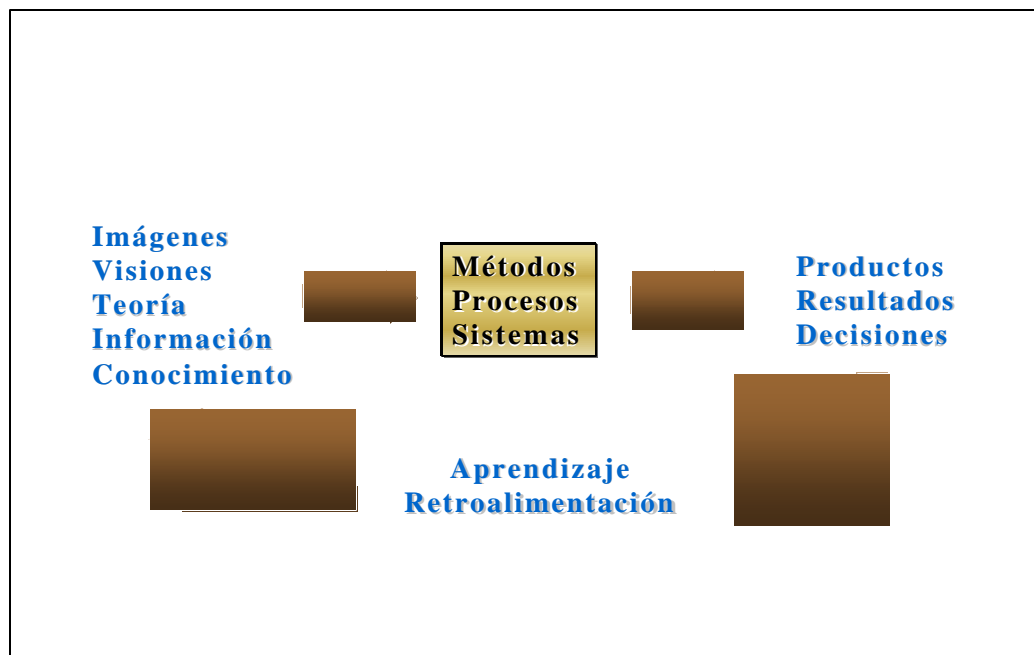 Imágenes
Visiones
Teoría
Información
Conocimiento
Métodos
Procesos
Sistemas
Productos
Resultados
Decisiones
Aprendizaje
Retroalimentación